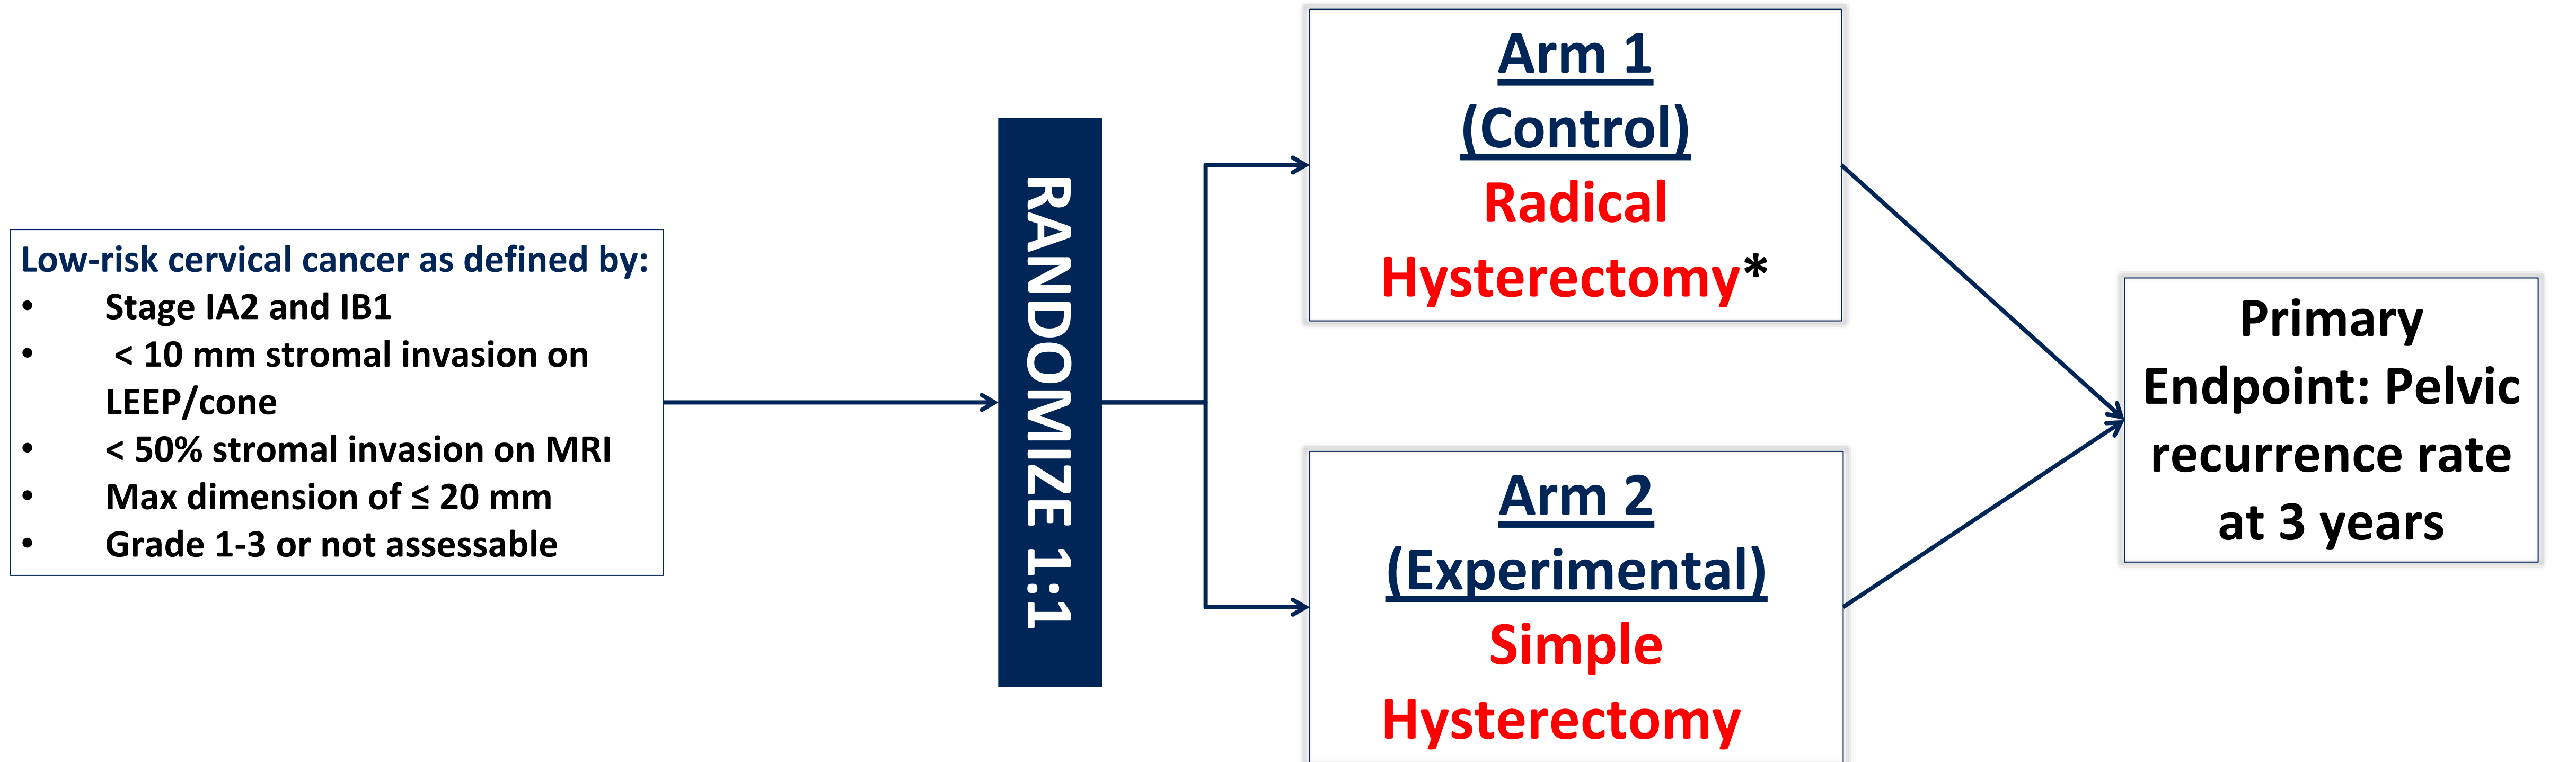 Low-risk cervical cancer as defined by:
• Stage IA2 and IB1
• < 10 mm stromal invasion on
LEEP/cone
• < 50% stromal invasion on MRI
• Max dimension of ≤ 20 mm
• Grade 1-3 or not assessable
RANDOMIZE 1:1
Arm 1
(Control)
Radical
Hysterectomy*
Arm 2
(Experimental)
Simple
Hysterectomy
Primary
Endpoint: Pelvic
recurrence rate
at 3 years